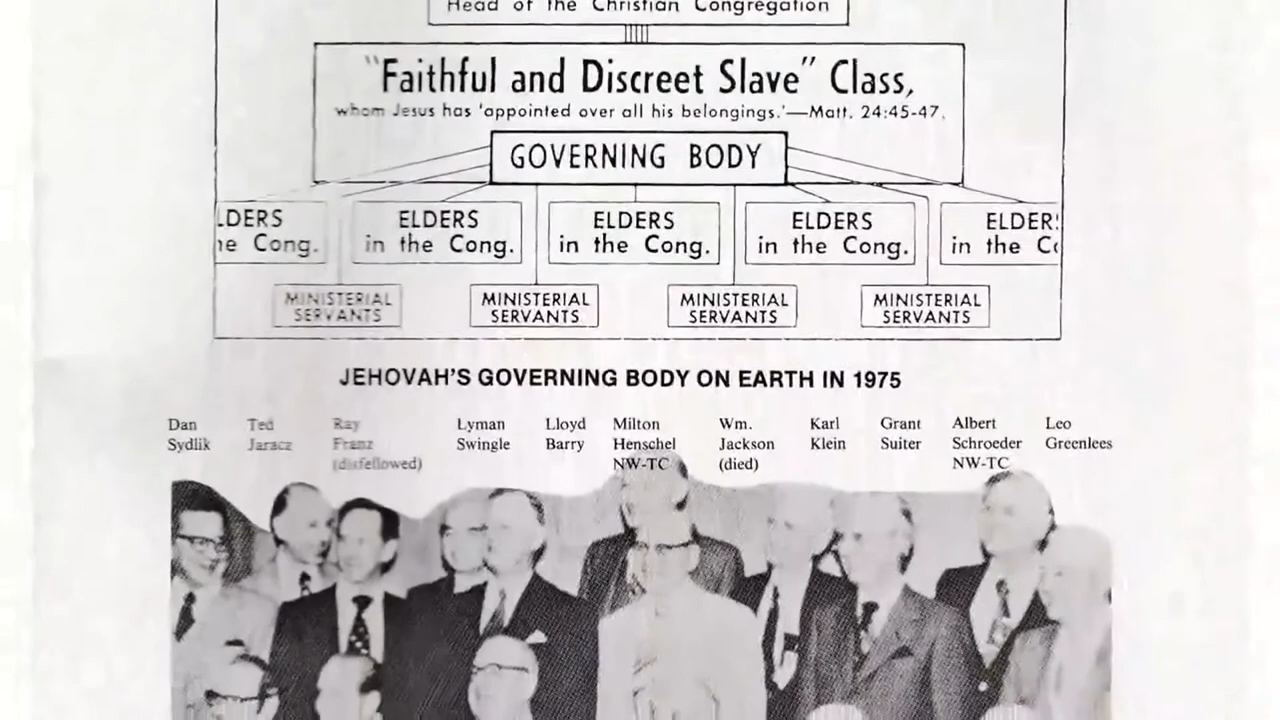 Head of the Christian Congregation
"Faithful and Discreet Slave" Class,
whom Jesus has 'appointed over all his belongings.'—Matt. 24:45-47.
GOVERNING BODY
LDERS ELDERS ELDERS ELDERS ELDER
he Cong. in the Cong. in the Cong. in the Cong. in the Co
MINISTERIAL MINISTERIAL MINISTERIAL MINISTERIAL
SERVANTS SERVANTS SERVANTS SERVANTS
JEHOVAH'S GOVERNING BODY ON EARTH IN 1975
Dan Ted Ray Lyman Lloyd Milton Wm. Karl Grant Albert Leo
Sydlik Jaracz Franz Swingle Barry Henschel Jackson Klein Suiter Schroeder Greenlees
(disfellowed) NW-TC (died) NW-TC